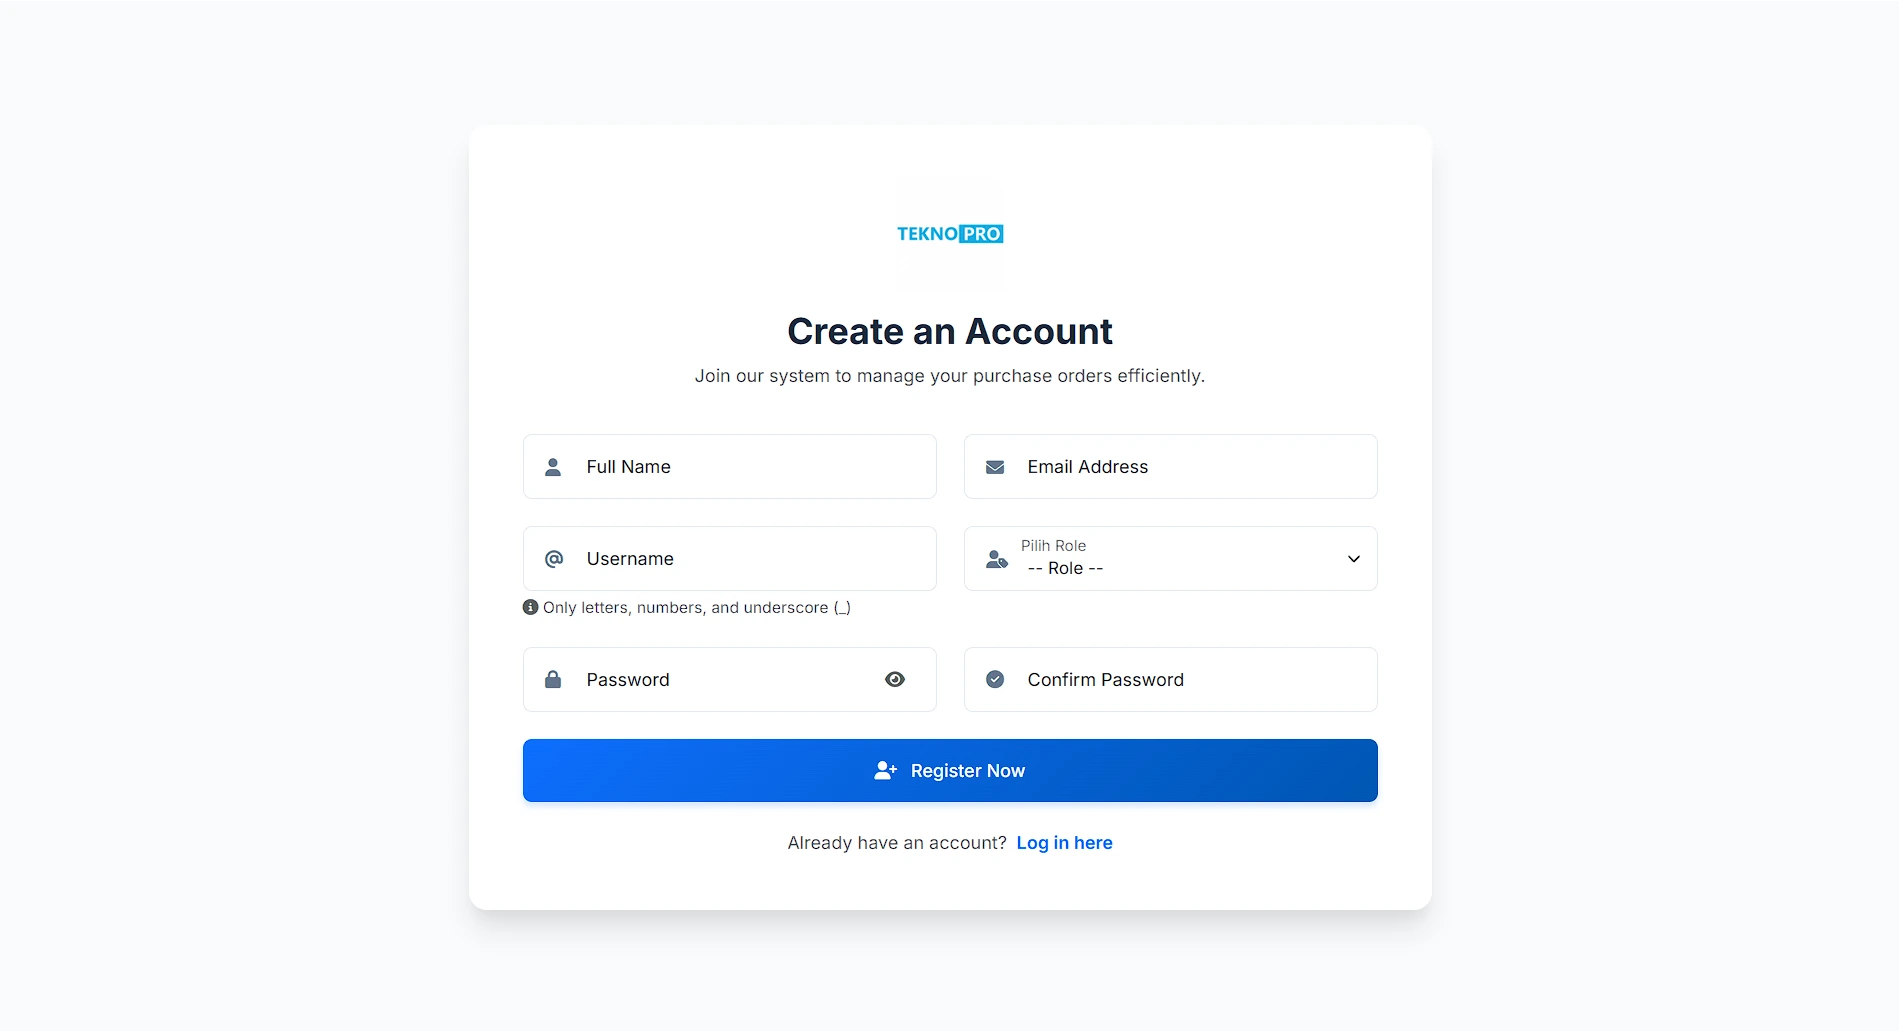 TEKNOPRO
Create an Account
Join our system to manage your purchase orders efficiently.
Full Name
Email Address
Username
Pilih Role
-- Role --
Only letters, numbers, and underscore (_)
Password
Confirm Password
Register Now
Already have an account? Log in here